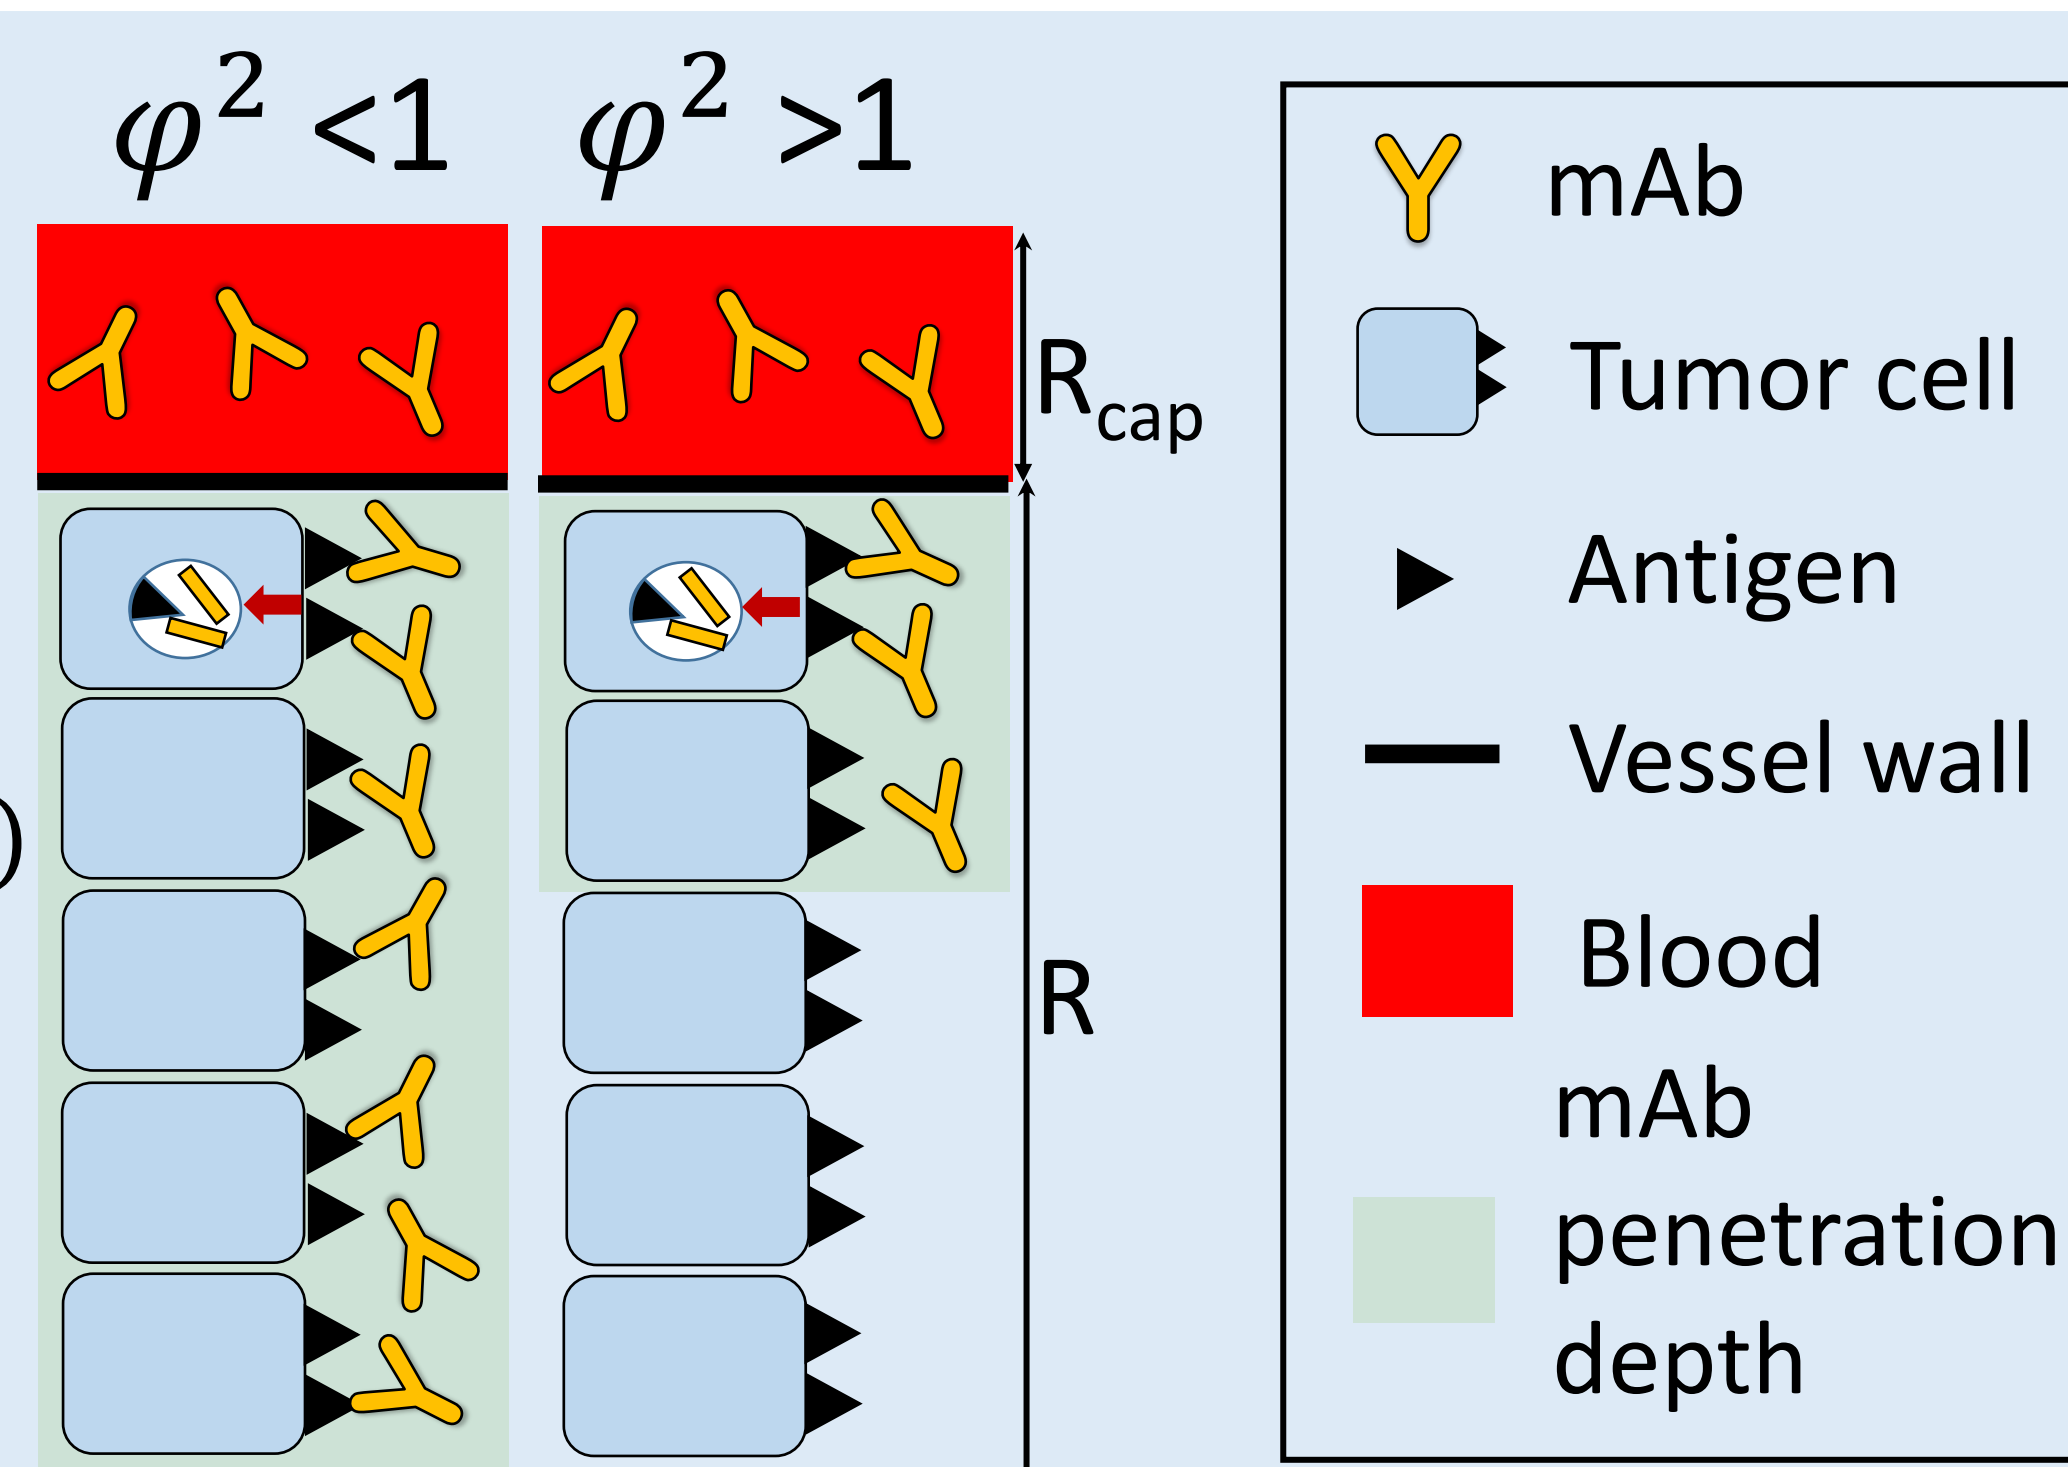 φ² <1 φ² >1
mAb
R_cap
Tumor cell
Antigen
Vessel wall
)
Blood
R
mAb
penetration
depth